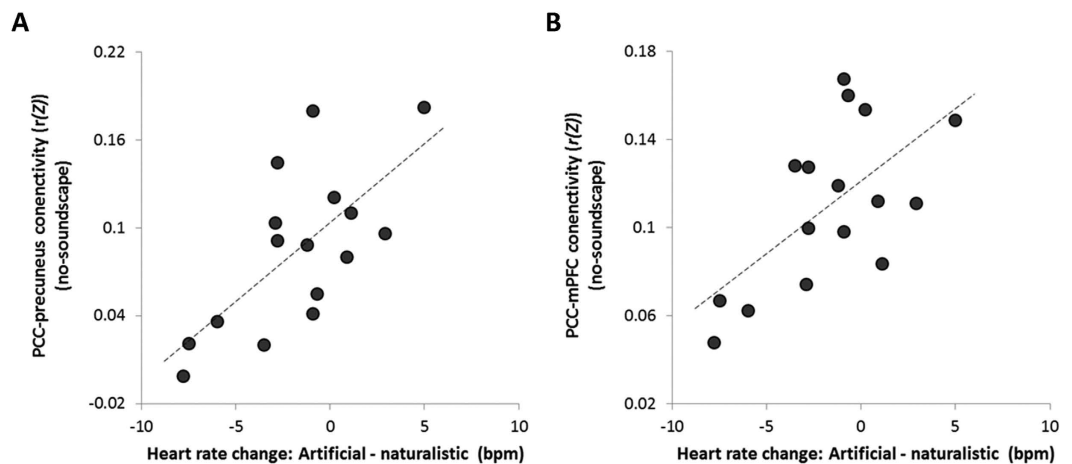 A
0.22
0.16
0.1
0.04
-0.02
-10
-5
0
5
10
PCC-precuneus conenctivity (r(Z))
(no-soundscape)
Heart rate change: Artificial - naturalistic (bpm)
B
0.18
0.14
0.1
0.06
0.02
-10
-5
0
5
10
PCC-mPFC conenctivity (r(Z))
(no-soundscape)
Heart rate change: Artificial - naturalistic (bpm)